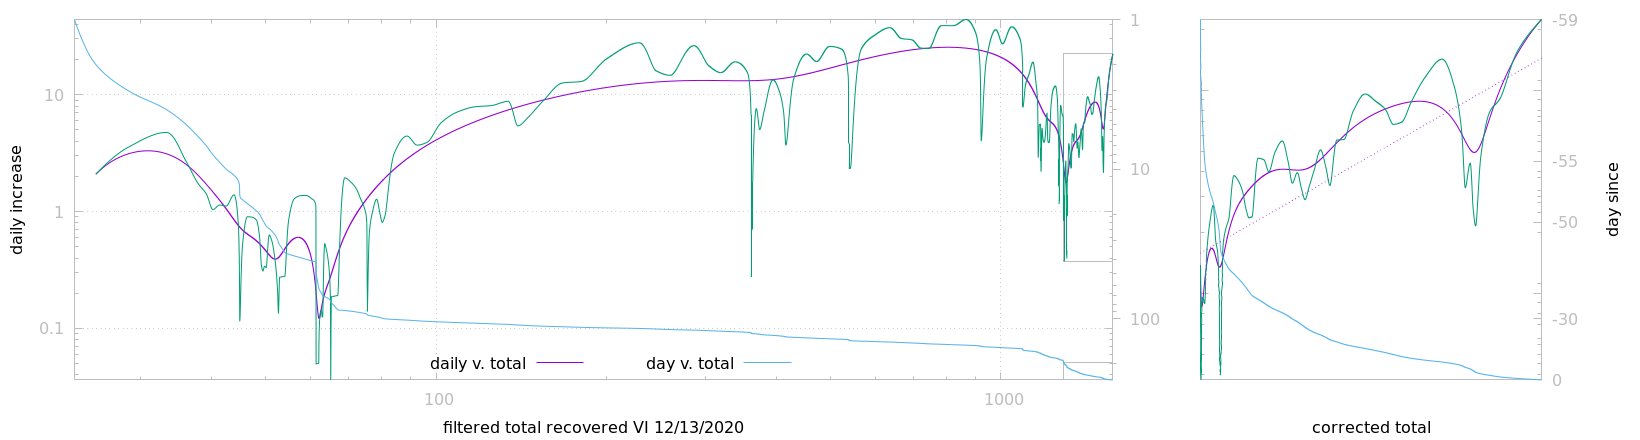 1
-59
10
10
-55
1
-50
daily increase
day since
0.1
100
-30
daily v. total
day v. total
0
100
1000
filtered total recovered VI 12/13/2020
corrected total